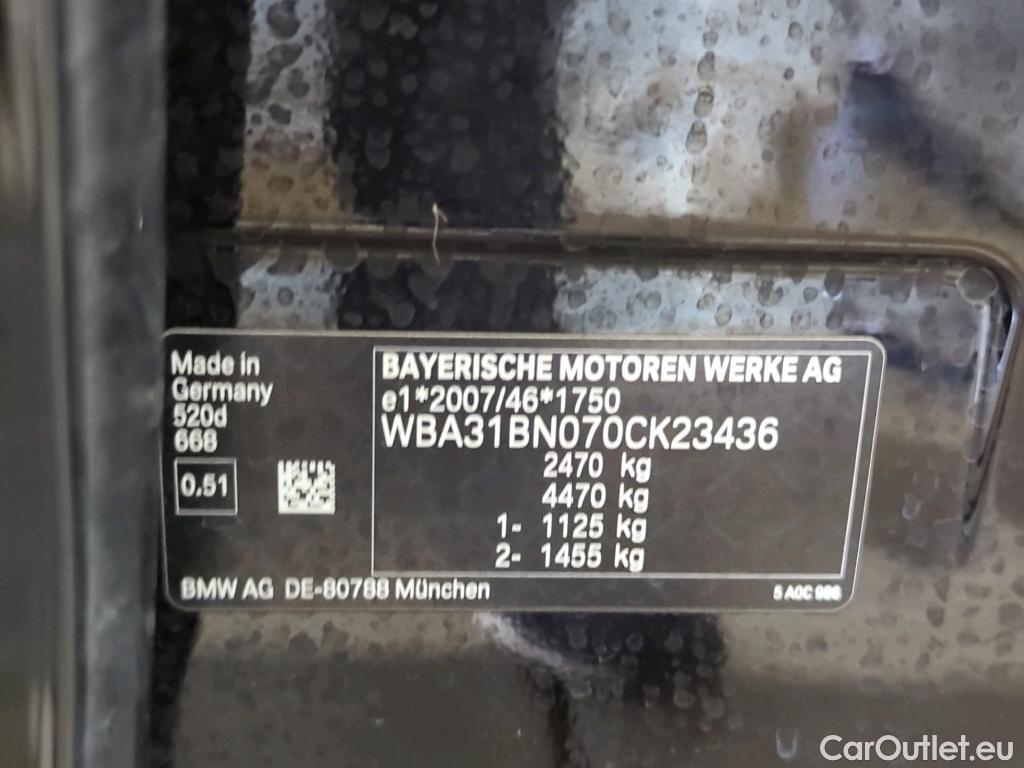 Made in
Germany
520d
668
0.51
BAYERISCHE MOTOREN WERKE AG
e1*2007/46*1750
WBA31BN070CK23436
2470 kg
4470 kg
1- 1125 kg
2- 1455 kg
BMW AG DE-80788 München
5 A0C 986
CarOutlet.eu